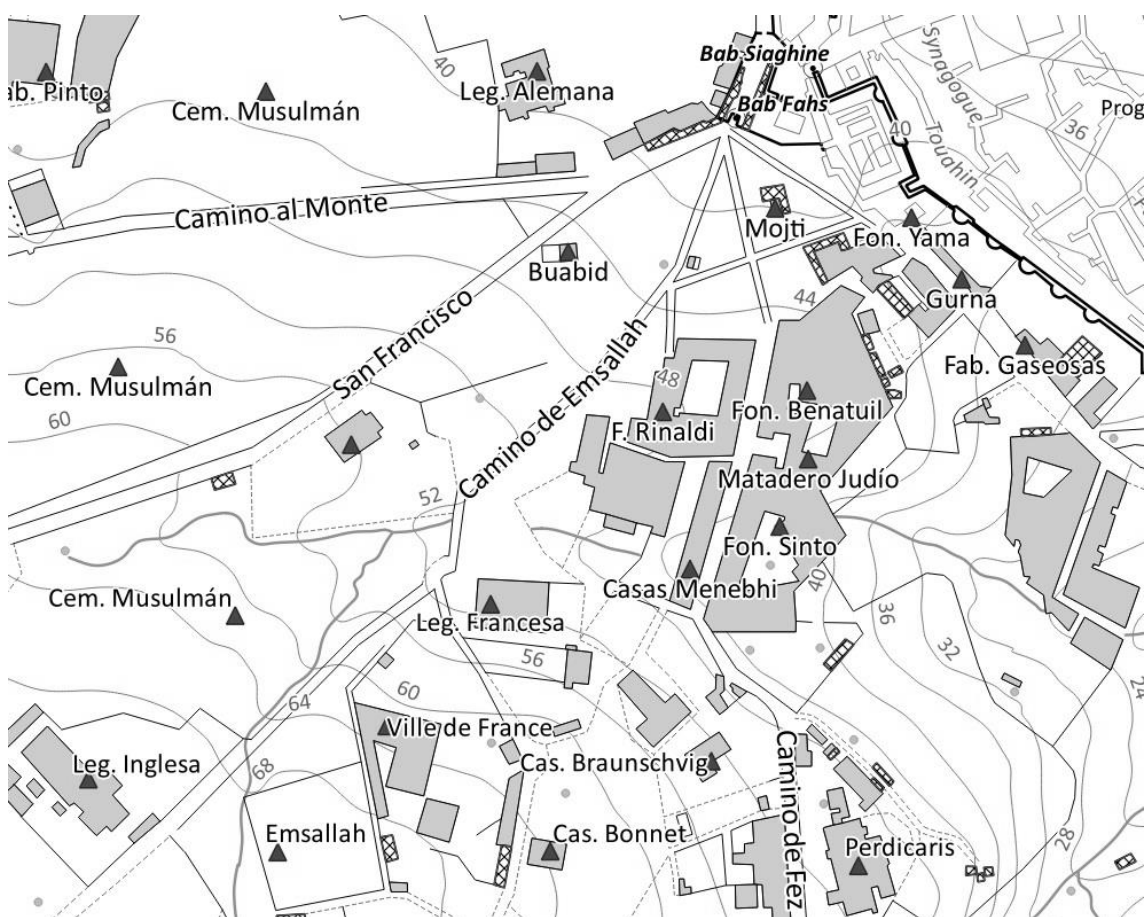 40
Bab Siaghine
Synagogue
ab. Pinto
Cem. Musulmán
Leg. Alemana
Bab Fahs
Prog
36
40
Touahin.
Camino al Monte
Mojti
Fon. Yama
Buabid
Gurna
44
San Francisco
56
Cem. Musulmán
Camino de Emsallah
Fab. Gaseosas
48
Fon. Benatuil
60
F. Rinaldi
Matadero Judío
52
Fon. Sinto
Cem. Musulmán
Casas Menebhi
40
36
Leg. Francesa
32
56
24
60
64
Ville de France
Leg. Inglesa
68
Cas. Braunschvig
Camino de Fez
Emsallah
Cas. Bonnet
Perdicaris
28